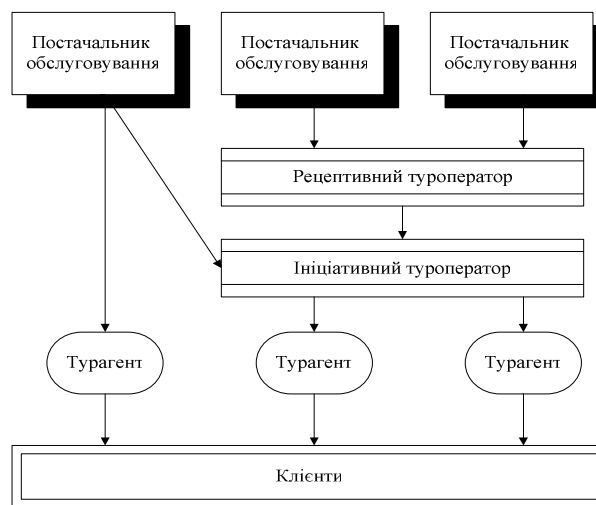 Постачальник
обслуговування
Постачальник
обслуговування
Постачальник
обслуговування
Рецептивний туроператор
Ініціативний туроператор
Турагент
Турагент
Турагент
Клієнти